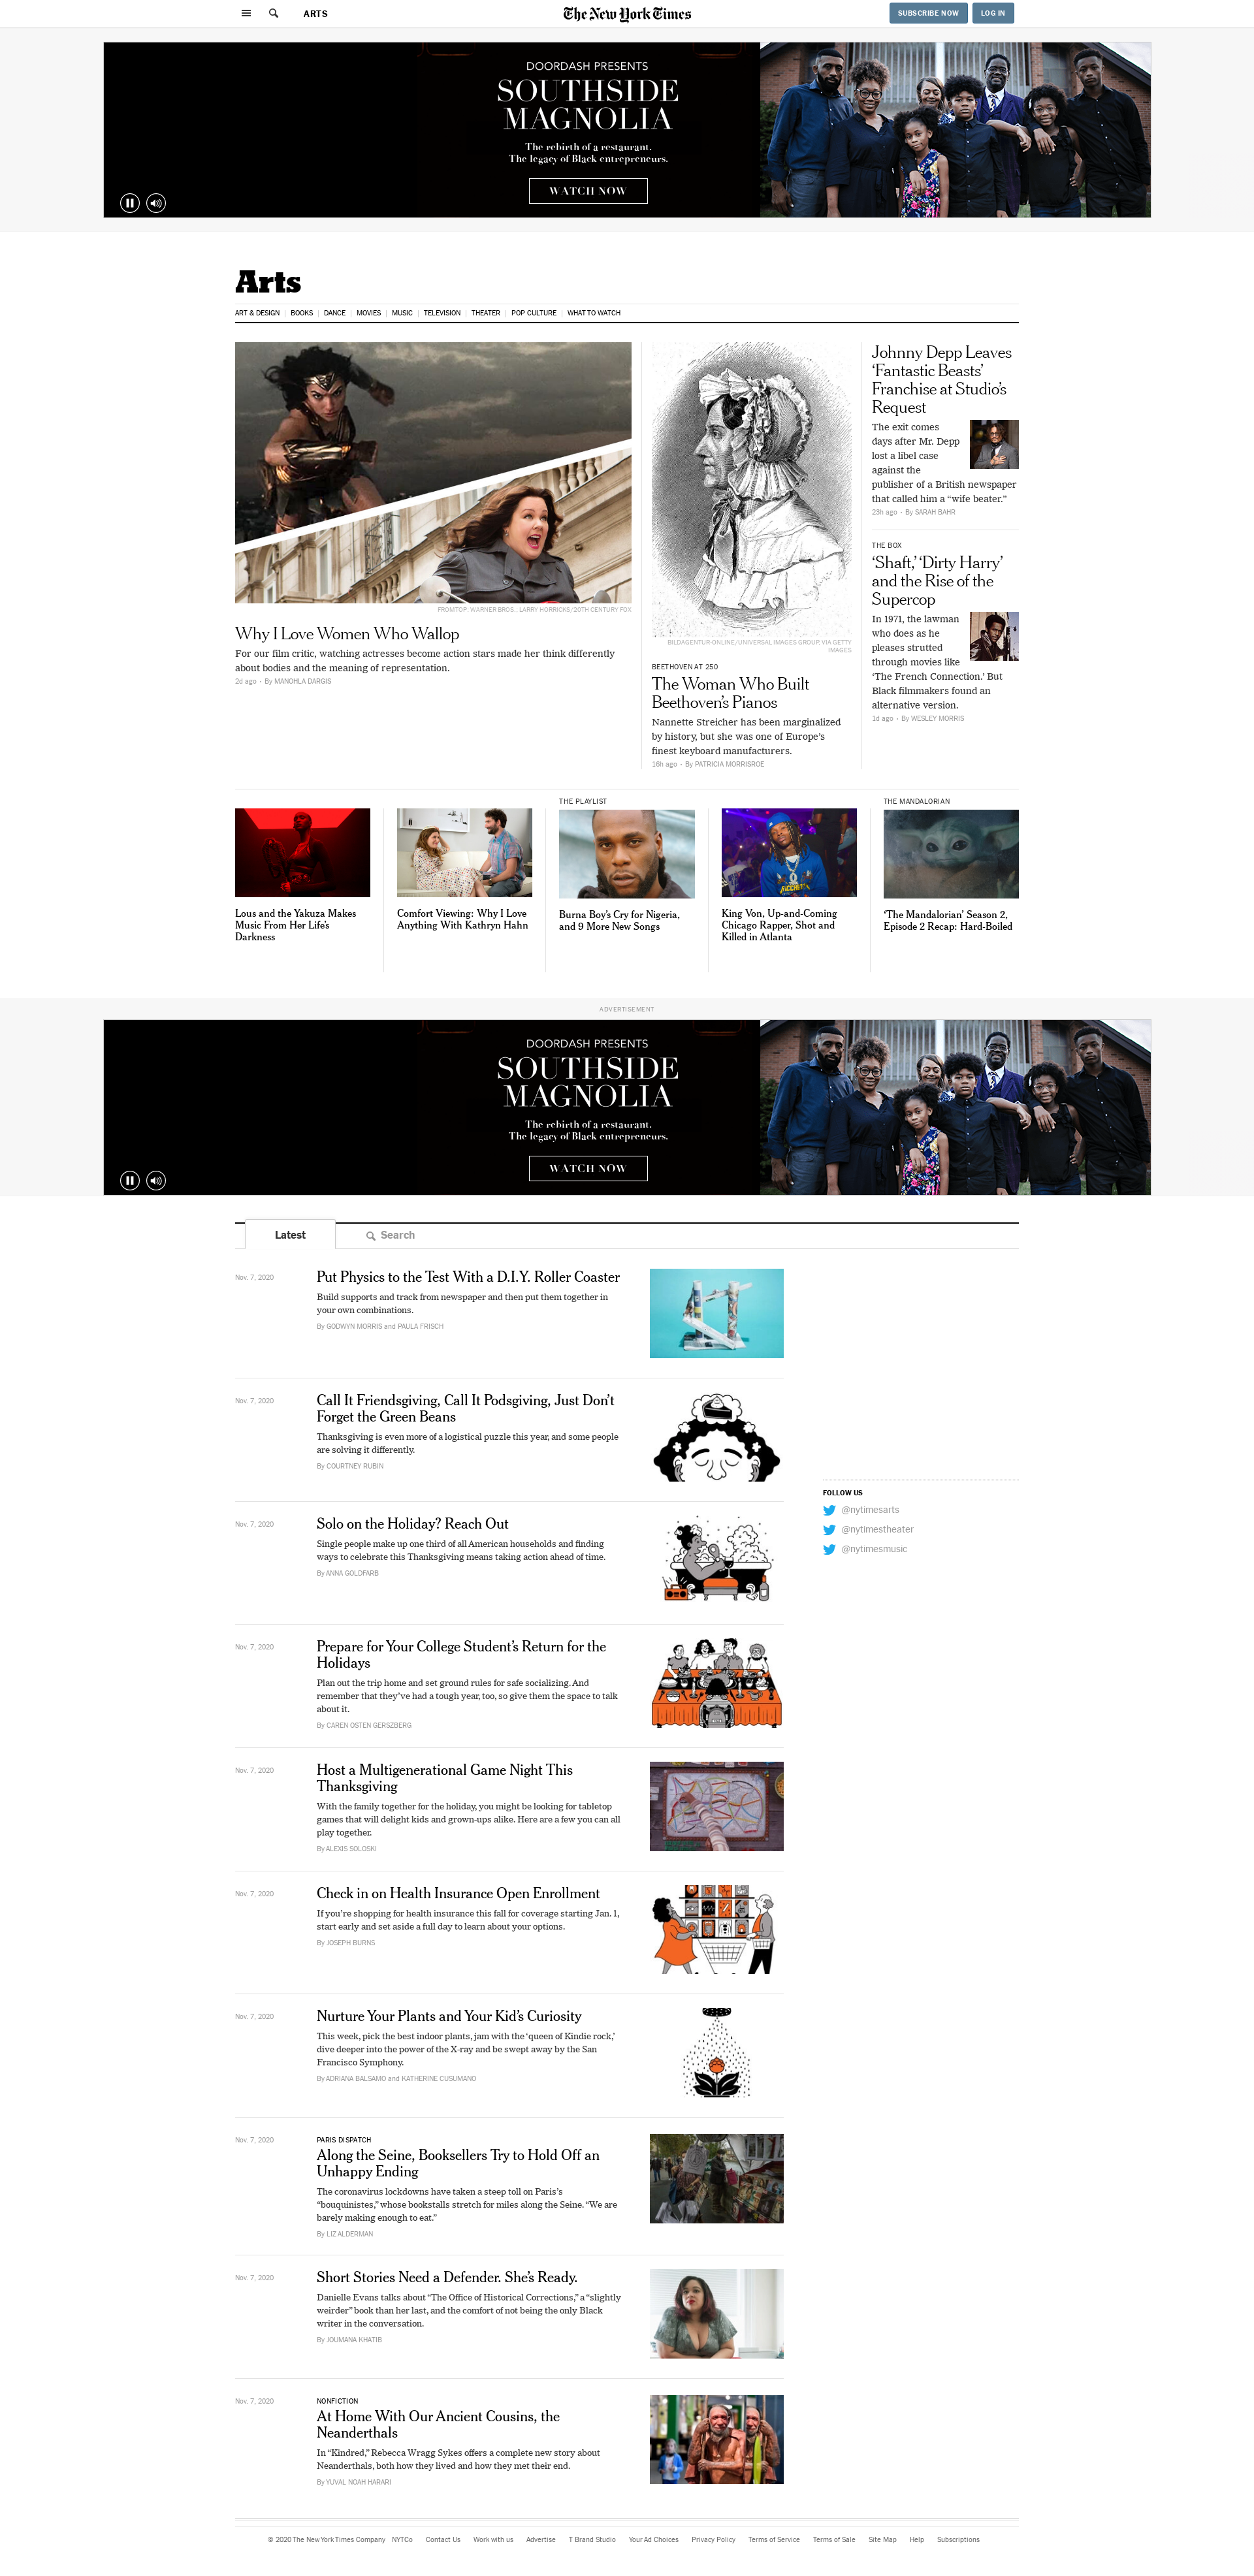 ARTS
The New York Times
SUBSCRIBE NOW
LOG IN
DOORDASH PRESENTS
SOUTHSIDE
MAGNOLIA
The rebirth of a restaurant.
The legacy of Black entrepreneurs.
WATCH NOW
Arts
ART & DESIGN | BOOKS | DANCE | MOVIES | MUSIC | TELEVISION | THEATER | POP CULTURE | WHAT TO WATCH
FROM TOP: WARNER BROS.; LARRY HORRICKS/20TH CENTURY FOX
Why I Love Women Who Wallop
For our film critic, watching actresses become action stars made her think differently
about bodies and the meaning of representation.
2d ago • By MANOHLA DARGIS
BILDAGENTUR-ONLINE/UNIVERSAL IMAGES GROUP, VIA GETTY
IMAGES
BEETHOVEN AT 250
The Woman Who Built
Beethoven’s Pianos
Nannette Streicher has been marginalized
by history, but she was one of Europe’s
finest keyboard manufacturers.
16h ago • By PATRICIA MORRISROE
Johnny Depp Leaves
‘Fantastic Beasts’
Franchise at Studio’s
Request
The exit comes
days after Mr. Depp
lost a libel case
against the
publisher of a British newspaper
that called him a “wife beater.”
23h ago • By SARAH BAHR
THE BOX
‘Shaft,’ ‘Dirty Harry’
and the Rise of the
Supercop
In 1971, the lawman
who does as he
pleases strutted
through movies like
‘The French Connection.’ But
Black filmmakers found an
alternative version.
1d ago • By WESLEY MORRIS
Lous and the Yakuza Makes
Music From Her Life’s
Darkness
Comfort Viewing: Why I Love
Anything With Kathryn Hahn
THE PLAYLIST
Burna Boy’s Cry for Nigeria,
and 9 More New Songs
King Von, Up-and-Coming
Chicago Rapper, Shot and
Killed in Atlanta
THE MANDALORIAN
‘The Mandalorian’ Season 2,
Episode 2 Recap: Hard-Boiled
ADVERTISEMENT
DOORDASH PRESENTS
SOUTHSIDE
MAGNOLIA
The rebirth of a restaurant.
The legacy of Black entrepreneurs.
WATCH NOW
Latest
Search
Nov. 7, 2020
Put Physics to the Test With a D.I.Y. Roller Coaster
Build supports and track from newspaper and then put them together in
your own combinations.
By GODWYN MORRIS and PAULA FRISCH
Nov. 7, 2020
Call It Friendsgiving, Call It Podsgiving, Just Don’t
Forget the Green Beans
Thanksgiving is even more of a logistical puzzle this year, and some people
are solving it differently.
By COURTNEY RUBIN
FOLLOW US
@nytimesarts
@nytimestheater
@nytimesmusic
Nov. 7, 2020
Solo on the Holiday? Reach Out
Single people make up one third of all American households and finding
ways to celebrate this Thanksgiving means taking action ahead of time.
By ANNA GOLDFARB
Nov. 7, 2020
Prepare for Your College Student’s Return for the
Holidays
Plan out the trip home and set ground rules for safe socializing. And
remember that they’ve had a tough year, too, so give them the space to talk
about it.
By CAREN OSTEN GERSZBERG
Nov. 7, 2020
Host a Multigenerational Game Night This
Thanksgiving
With the family together for the holiday, you might be looking for tabletop
games that will delight kids and grown-ups alike. Here are a few you can all
play together.
By ALEXIS SOLOSKI
Nov. 7, 2020
Check in on Health Insurance Open Enrollment
If you’re shopping for health insurance this fall for coverage starting Jan. 1,
start early and set aside a full day to learn about your options.
By JOSEPH BURNS
Nov. 7, 2020
Nurture Your Plants and Your Kid’s Curiosity
This week, pick the best indoor plants, jam with the ‘queen of Kindie rock,’
dive deeper into the power of the X-ray and be swept away by the San
Francisco Symphony.
By ADRIANA BALSAMO and KATHERINE CUSUMANO
Nov. 7, 2020
PARIS DISPATCH
Along the Seine, Booksellers Try to Hold Off an
Unhappy Ending
The coronavirus lockdowns have taken a steep toll on Paris’s
“bouquinistes,” whose bookstalls stretch for miles along the Seine. “We are
barely making enough to eat.”
By LIZ ALDERMAN
Nov. 7, 2020
Short Stories Need a Defender. She’s Ready.
Danielle Evans talks about “The Office of Historical Corrections,” a “slightly
weirder” book than her last, and the comfort of not being the only Black
writer in the conversation.
By JOUMANA KHATIB
Nov. 7, 2020
NONFICTION
At Home With Our Ancient Cousins, the
Neanderthals
In “Kindred,” Rebecca Wragg Sykes offers a complete new story about
Neanderthals, both how they lived and how they met their end.
By YUVAL NOAH HARARI
© 2020 The New York Times Company NYTCo Contact Us Work with us Advertise T Brand Studio Your Ad Choices Privacy Policy Terms of Service Terms of Sale Site Map Help Subscriptions